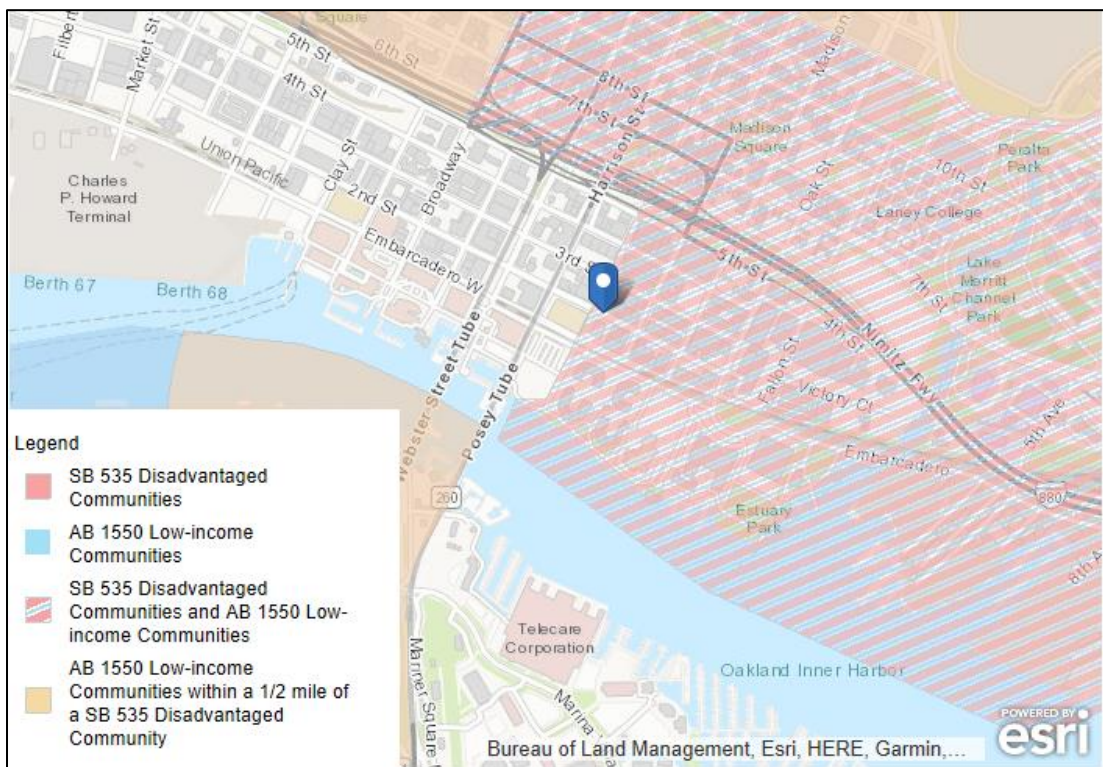 Filbert
Market St
Square
5th St
6th St
4th St
Madison
8th St
7th St
Harrison St
Madison
Square
Oak St
10th St
Peralta
Park
Laney College
Union Pacific
Clay St
2nd St
Broadway
Charles
P. Howard
Terminal
Embarcadero W
3rd S
5th St
Lake
Merritt
Channel
Park
7th St
Berth 67
Berth 68
4th St
Nimitz Fwy
Fallon St
Victory Ct
5th Ave
Webster Street Tube
Posey Tube
Embarcadero
260
880
Estuary
Park
8th A
Legend
SB 535 Disadvantaged
Communities
AB 1550 Low-income
Communities
SB 535 Disadvantaged
Communities and AB 1550 Low-
income Communities
AB 1550 Low-income
Communities within a 1/2 mile of
a SB 535 Disadvantaged
Community
Telecare
Corporation
Oakland Inner Harbor
Mariner Square
Marina
Bureau of Land Management, Esri, HERE, Garmin,...
POWERED BY
esri